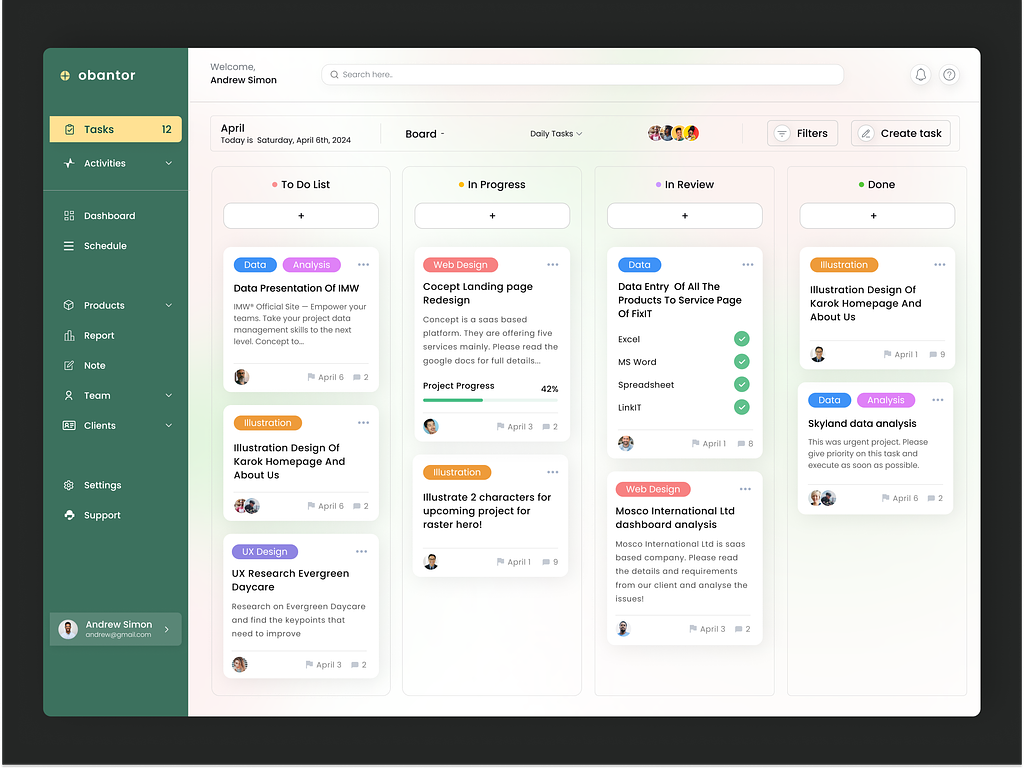 obantor
Tasks 12
Activities
Dashboard
Schedule
Products
Report
Note
Team
Clients
Settings
Support
Andrew Simon
andrew@gmail.com
Welcome,
Andrew Simon
Search here..
April
Today is Saturday, April 6th, 2024
Board -
Daily Tasks
Filters
Create task
To Do List
+
Data Analysis
Data Presentation Of IMW
IMW® Official Site — Empower your
teams. Take your project data
management skills to the next
level. Concept to...
April 6 2
Illustration
Illustration Design Of
Karok Homepage And
About Us
April 6 2
UX Design
UX Research Evergreen
Daycare
Research on Evergreen Daycare
and find the keypoints that
need to improve
April 3 2
In Progress
+
Web Design
Cocept Landing page
Redesign
Concept is a saas based
platform. They are offering five
services mainly. Please read the
google docs for full details...
Project Progress 42%
April 3 2
Illustration
Illustrate 2 characters for
upcoming project for
raster hero!
April 1 9
In Review
+
Data
Data Entry Of All The
Products To Service Page
Of FixIT
Excel
MS Word
Spreadsheet
LinkIT
April 1 8
Web Design
Mosco International Ltd
dashboard analysis
Mosco International Ltd is saas
based company. Please read
the details and requirements
from our client and analyse the
issues!
April 3 2
Done
+
Illustration
Illustration Design Of
Karok Homepage And
About Us
April 1 9
Data Analysis
Skyland data analysis
This was urgent project. Please
give priority on this task and
execute as soon as possible.
April 6 2